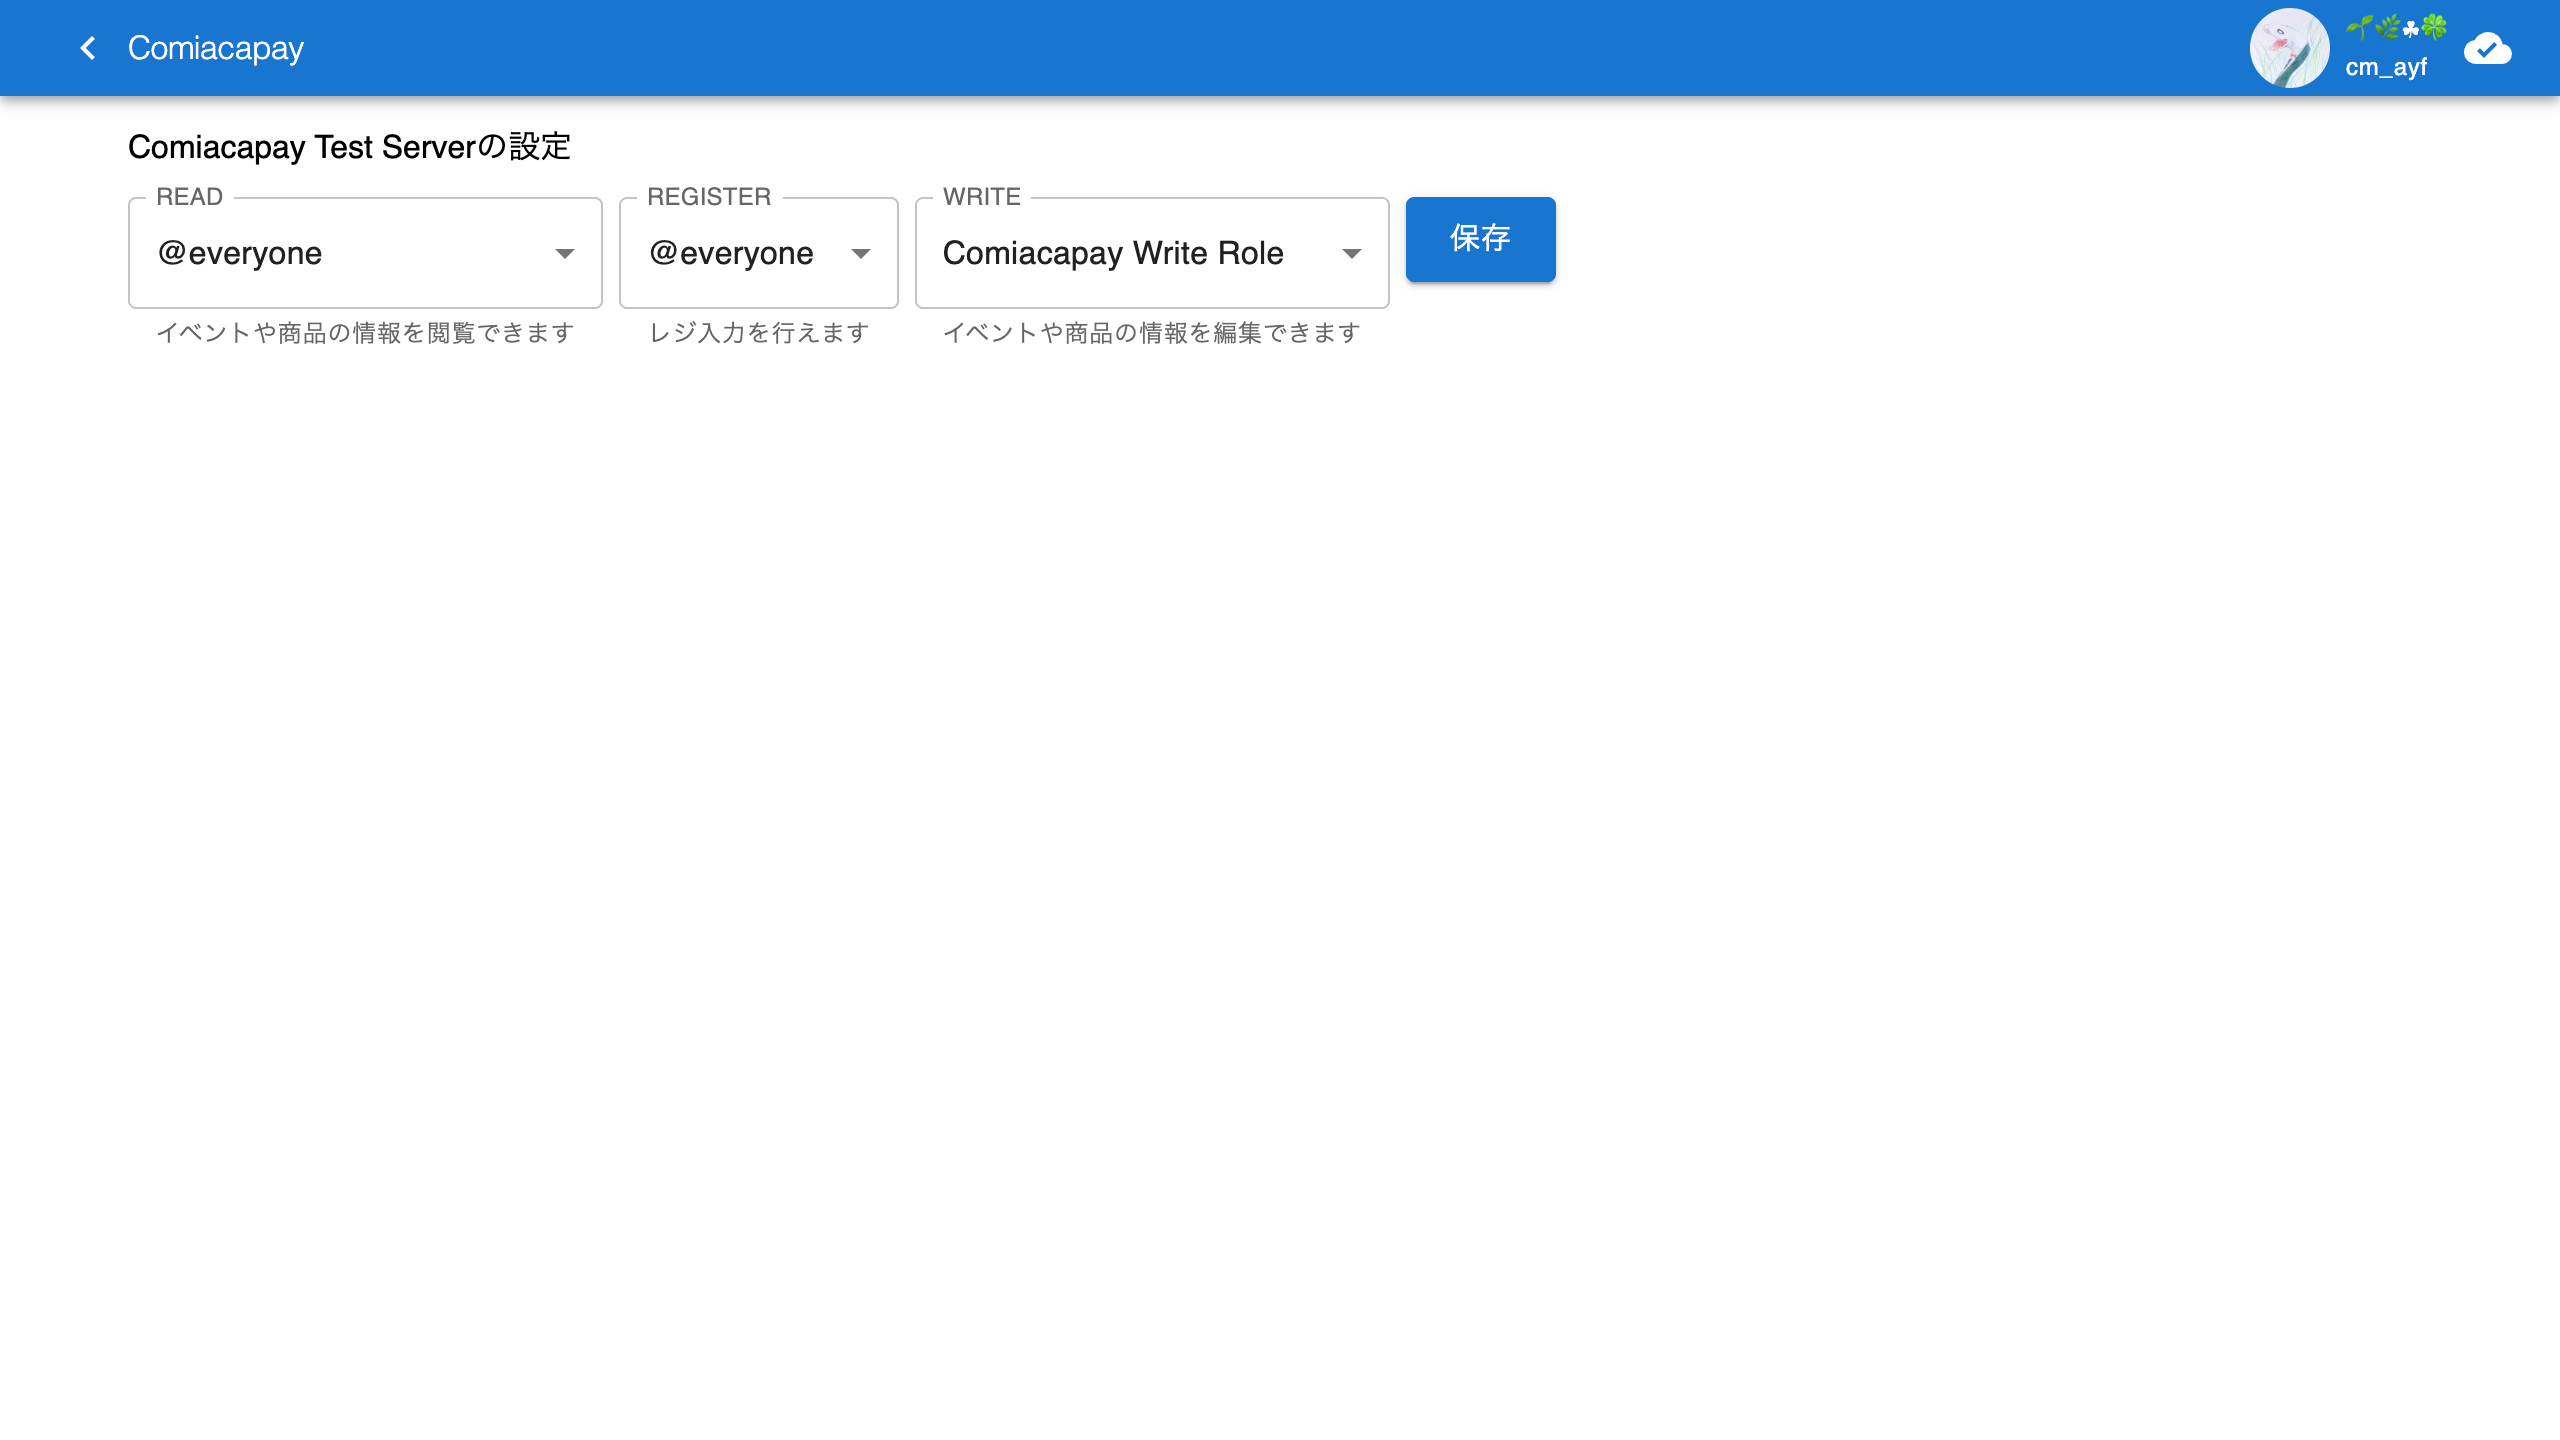 Comiacapay
🌱🌿☘🍀
cm_ayf
Comiacapay Test Serverの設定
READ
@everyone
イベントや商品の情報を閲覧できます
REGISTER
@everyone
レジ入力を行えます
WRITE
Comiacapay Write Role
イベントや商品の情報を編集できます
保存